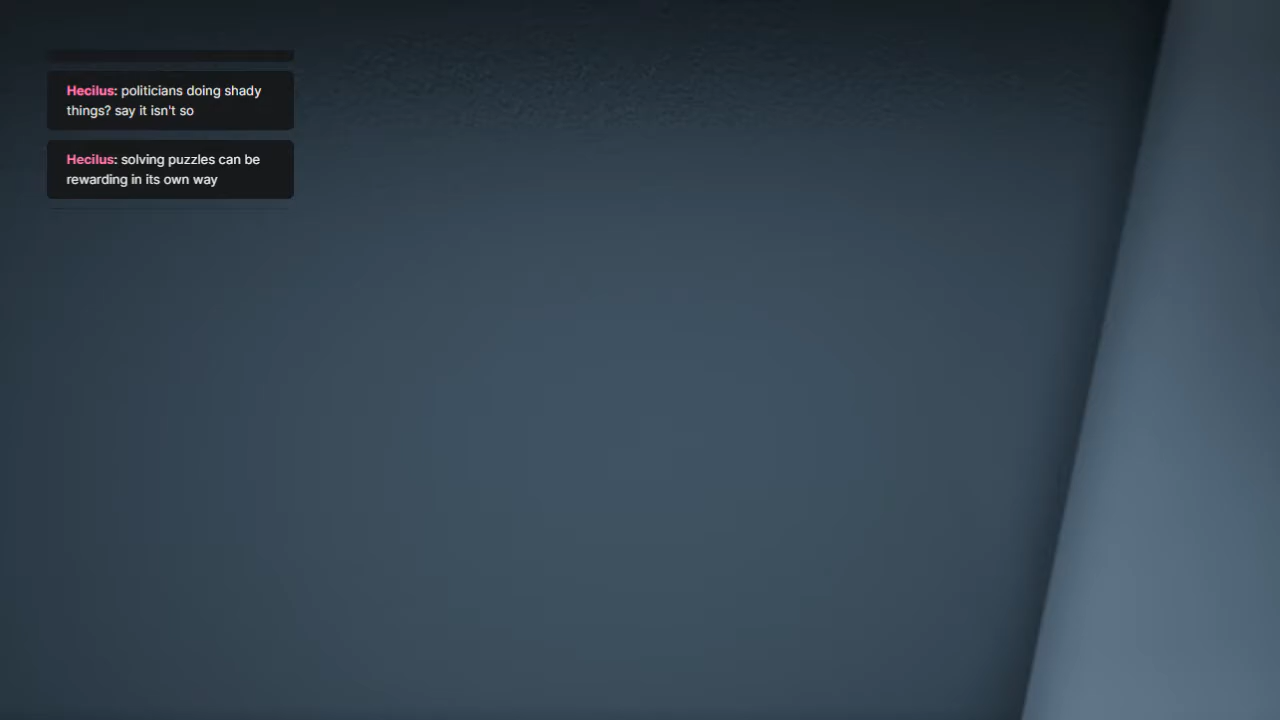 Hecilus: politicians doing shady
things? say it isn't so
Hecilus: solving puzzles can be
rewarding in its own way